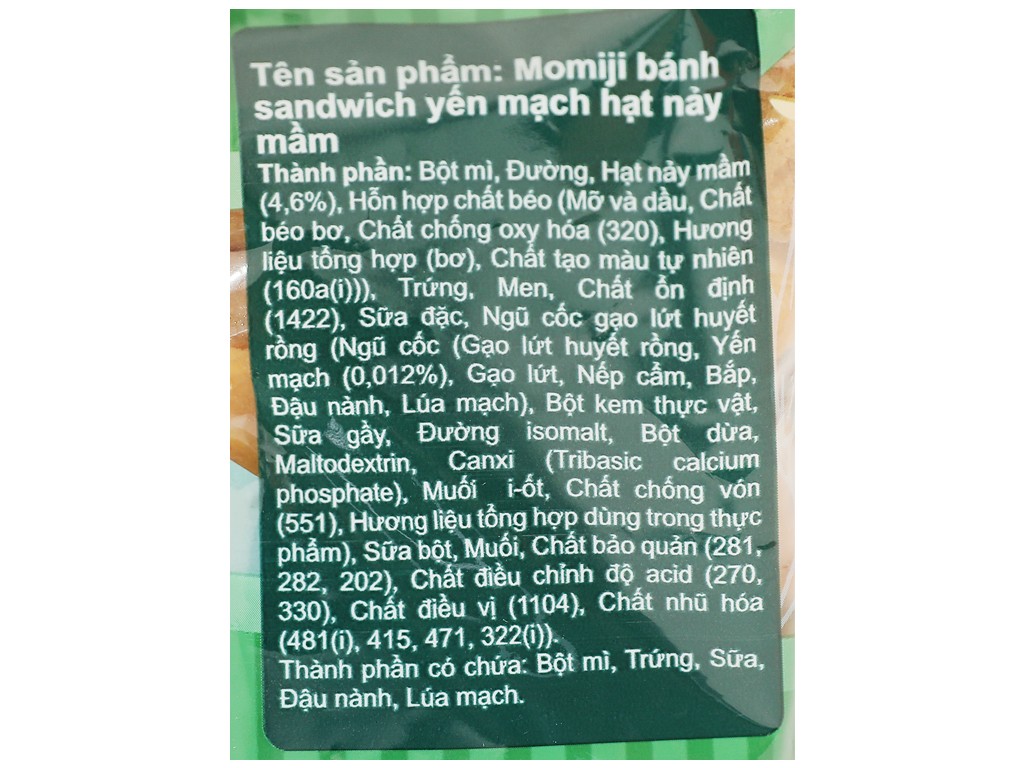 Tên sản phẩm: Momiji bánh
sandwich yến mạch hạt nảy
mầm
Thành phần: Bột mì, Đường, Hạt nảy mầm
(4,6%), Hỗn hợp chất béo (Mỡ và dầu, Chất
béo bơ, Chất chống oxy hóa (320), Hương
liệu tổng hợp (bơ), Chất tạo màu tự nhiên
(160a(i))), Trứng, Men, Chất ổn định
(1422), Sữa đặc, Ngũ cốc gạo lứt huyết
rồng (Ngũ cốc (Gạo lứt huyết rồng, Yến
mạch (0,012%), Gạo lứt, Nếp cẩm, Bắp,
Đậu nành, Lúa mạch), Bột kem thực vật,
Sữa gầy, Đường isomalt, Bột dừa,
Maltodextrin, Canxi (Tribasic calcium
phosphate), Muối i-ốt, Chất chống vón
(551), Hương liệu tổng hợp dùng trong thực
phẩm), Sữa bột, Muối, Chất bảo quản (281,
282, 202), Chất điều chỉnh độ acid (270,
330), Chất điều vị (1104), Chất nhũ hóa
(481(i), 415, 471, 322(i)).
Thành phần có chứa: Bột mì, Trứng, Sữa,
Đậu nành, Lúa mạch.